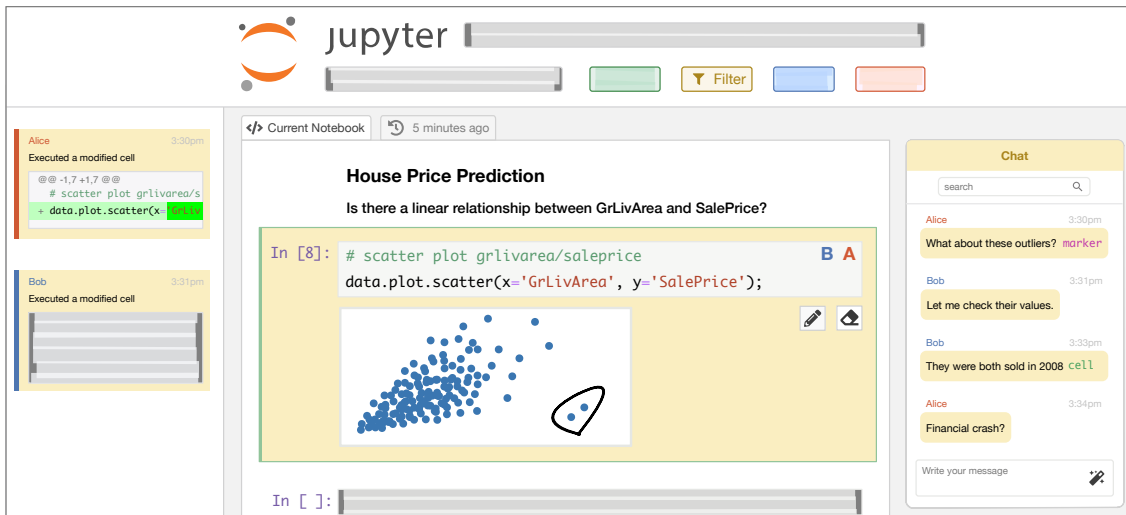 jupyter
Filter
Alice 3:30pm
Executed a modified cell
@@ -1,7 +1,7 @@
# scatter plot grlivarea/s
+ data.plot.scatter(x='GrLiv
Bob 3:31pm
Executed a modified cell
</> Current Notebook
5 minutes ago
House Price Prediction
Is there a linear relationship between GrLivArea and SalePrice?
In [8]:
# scatter plot grlivarea/saleprice
B A
data.plot.scatter(x='GrLivArea', y='SalePrice');
In [ ]:
Chat
search
Alice 3:30pm
What about these outliers? marker
Bob 3:31pm
Let me check their values.
Bob 3:33pm
They were both sold in 2008 cell
Alice 3:34pm
Financial crash?
Write your message